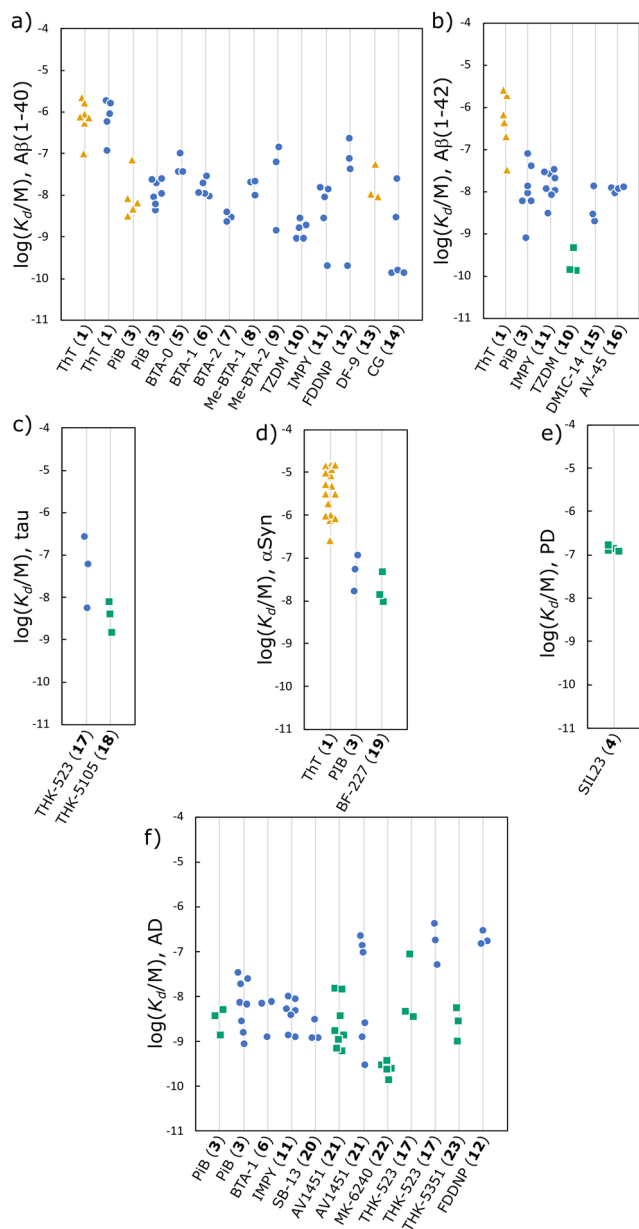 a)
log(Kd/M), Aβ(1-40)
-4
-5
-6
-7
-8
-9
-10
-11
ThT (1)
ThT (1)
PiB (3)
PiB (3)
BTA-0 (5)
BTA-1 (6)
BTA-2 (7)
Me-BTA-1 (8)
Me-BTA-2 (9)
TZDM (10)
IMPY (11)
FDDNP (12)
DF-9 (13)
CG (14)
b)
log(Kd/M), Aβ(1-42)
-4
-5
-6
-7
-8
-9
-10
-11
ThT (1)
PiB (3)
IMPY (11)
TZDM (10)
DMIC-14 (15)
AV-45 (16)
c)
log(Kd/M), tau
-4
-5
-6
-7
-8
-9
-10
-11
THK-523 (17)
THK-5105 (18)
d)
log(Kd/M), αSyn
-4
-5
-6
-7
-8
-9
-10
-11
ThT (1)
PIB (3)
BF-227 (19)
e)
log(Kd/M), PD
-4
-5
-6
-7
-8
-9
-10
-11
SIL23 (4)
f)
log(Kd/M), AD
-4
-5
-6
-7
-8
-9
-10
-11
PiB (3)
PiB (3)
BTA-1 (6)
IMPY (11)
SB-13 (20)
AV1451 (21)
AV1451 (21)
MK-6240 (22)
THK-523 (17)
THK-523 (17)
THK-5351 (23)
FDDNP (12)